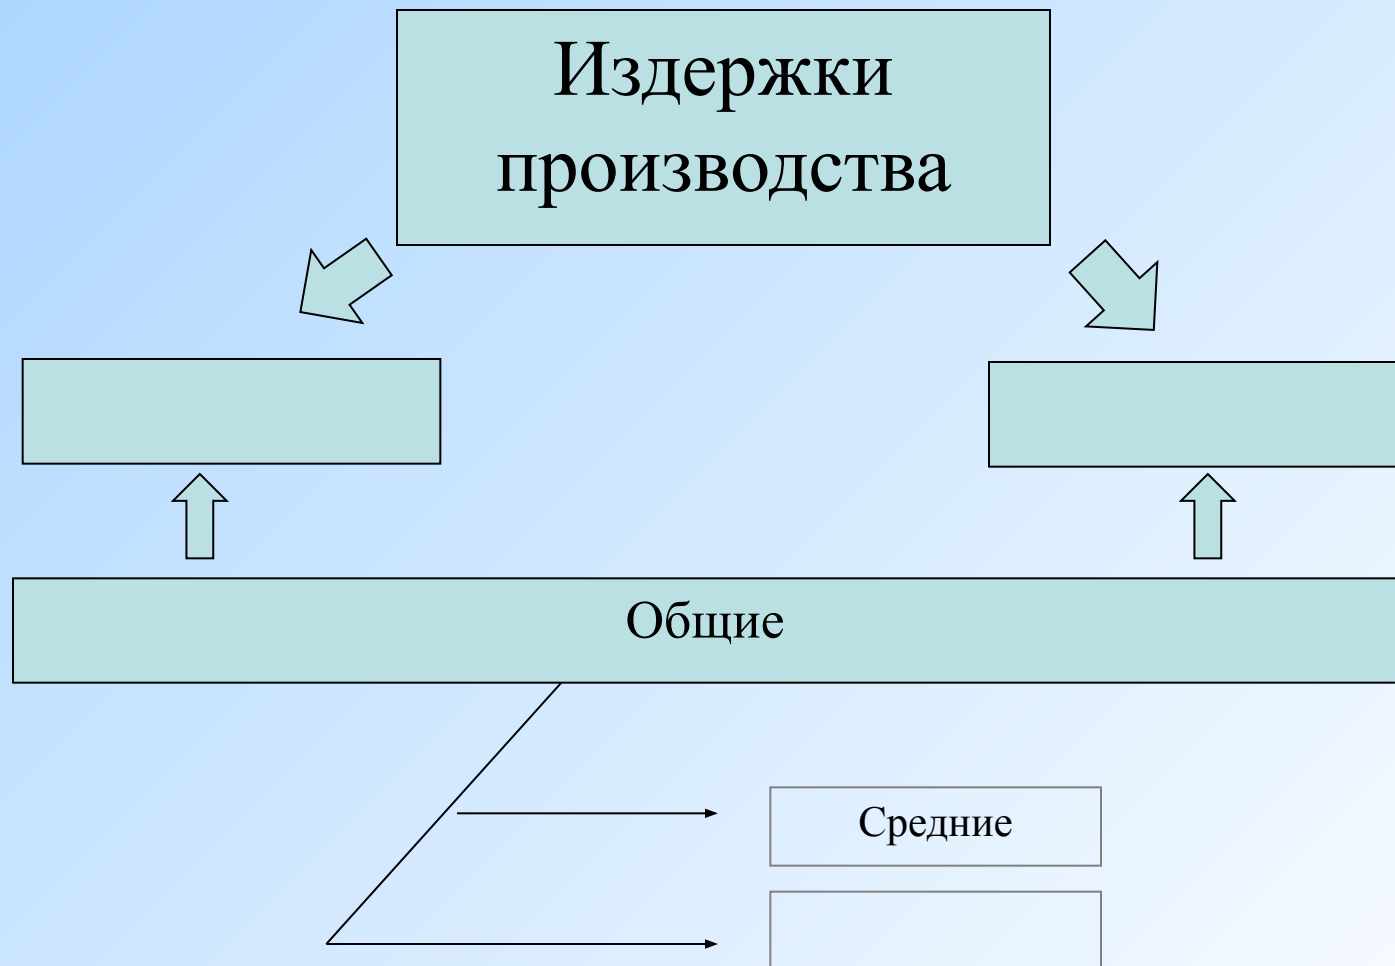 Издержки
производства
Общие
Средние